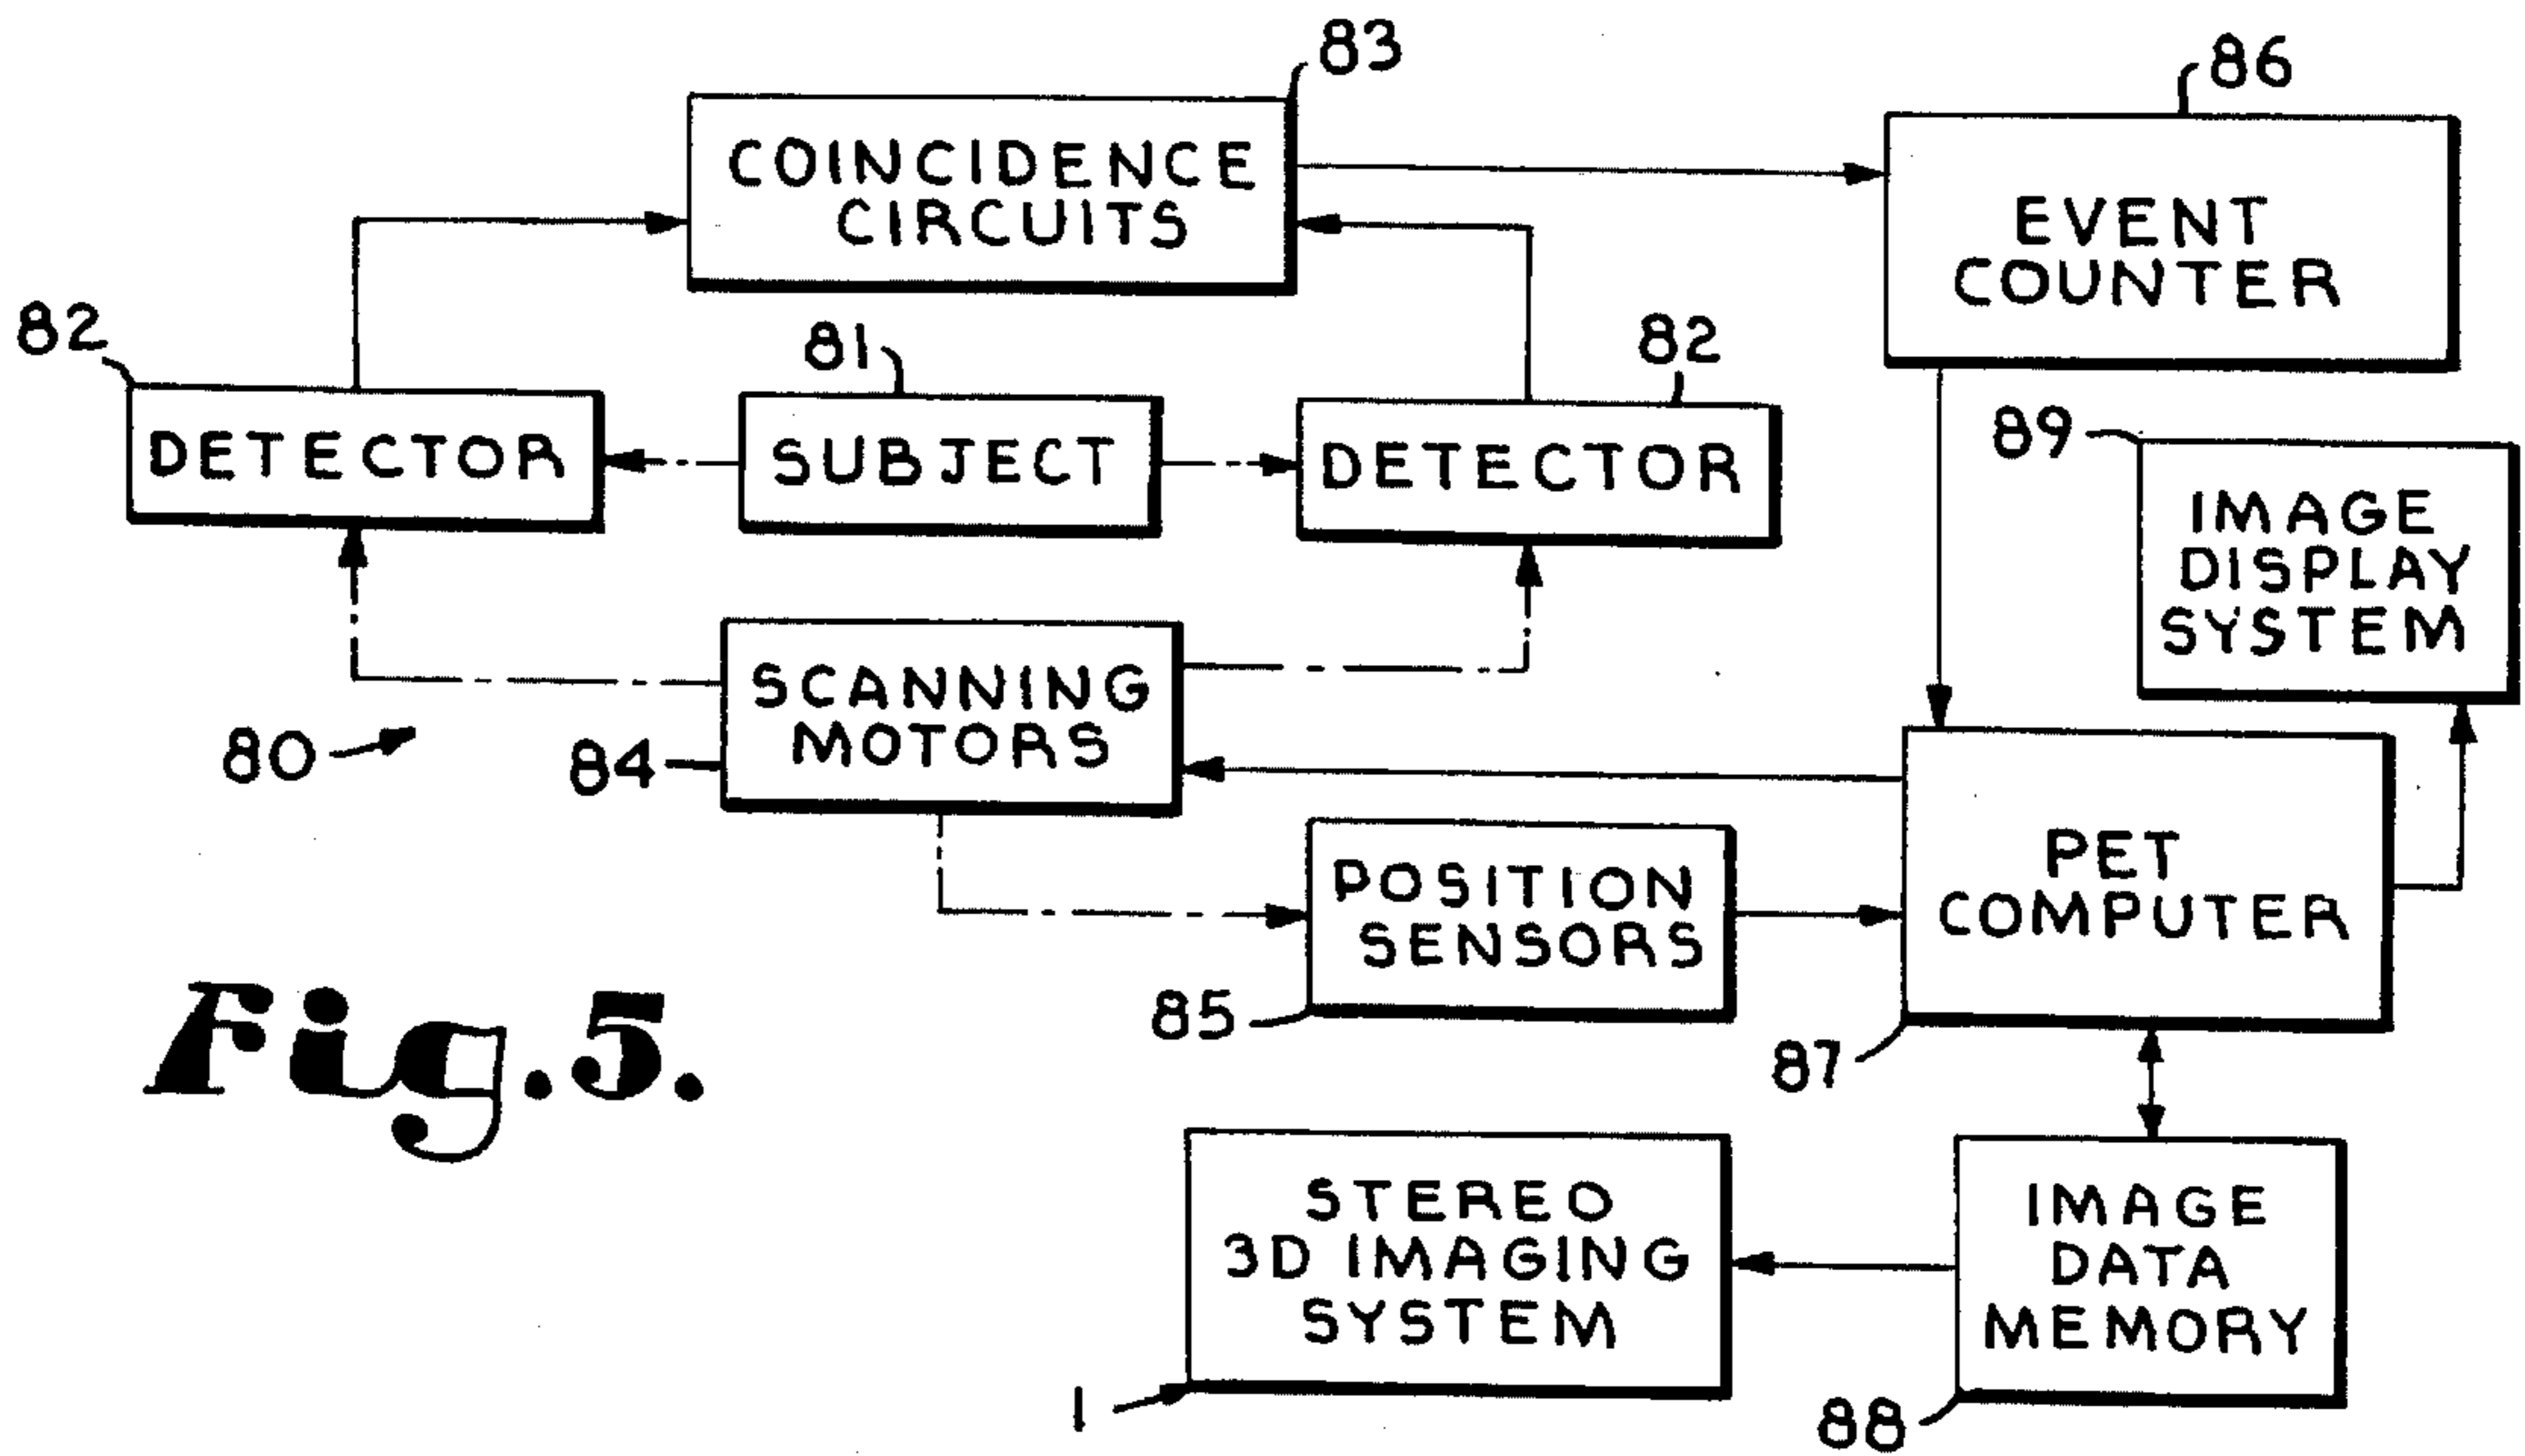 83
COINCIDENCE
CIRCUITS
86
EVENT
COUNTER
82
DETECTOR
81
SUBJECT
82
DETECTOR
89
IMAGE
DISPLAY
SYSTEM
80
84
SCANNING
MOTORS
85
POSITION
SENSORS
87
PET
COMPUTER
Fig.5.
1
STEREO
3D IMAGING
SYSTEM
88
IMAGE
DATA
MEMORY